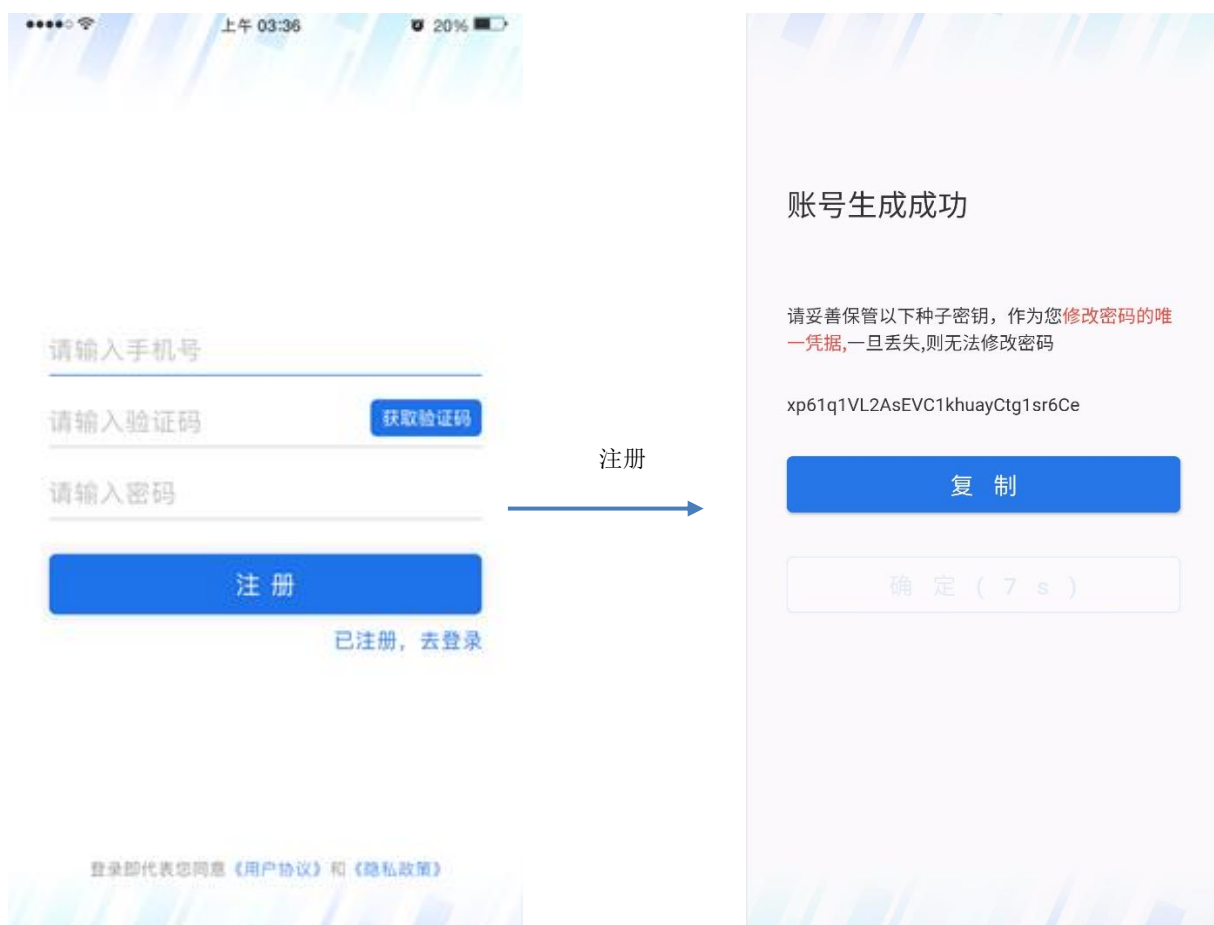 上午 03:36
20%
请输入手机号
请输入验证码
获取验证码
请输入密码
注 册
已注册，去登录
登录即代表您同意《用户协议》和《隐私政策》
注册
账号生成成功
请妥善保管以下种子密钥，作为您修改密码的唯
一凭据,一旦丢失,则无法修改密码
xp61q1VL2AsEVC1khuayCtg1sr6Ce
复 制
确 定 ( 7 s )